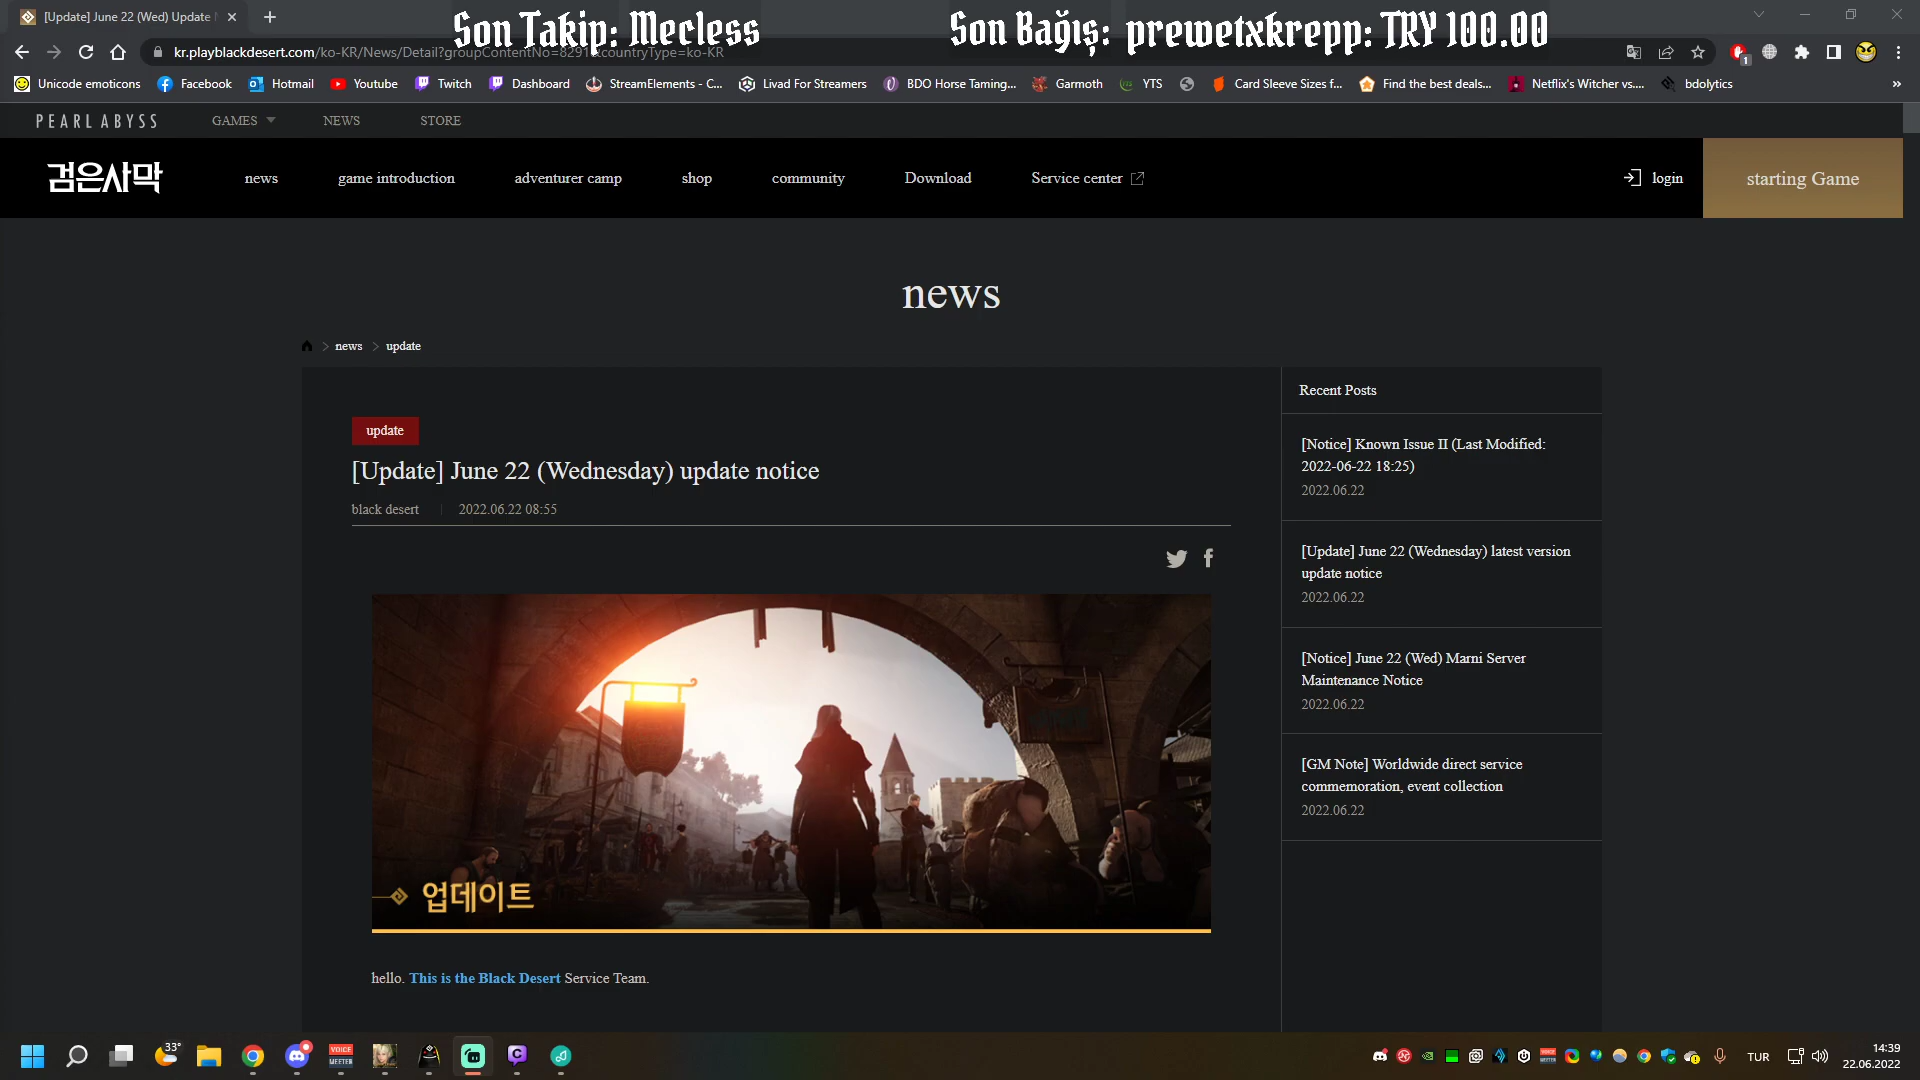 [Update] June 22 (Wed) Update
Son Takip: Mecless
Son Bağış: prewetxkrepp: TRY 100.00
kr.playblackdesert.com/ko-KR/News/Detail?groupContentNo=8291&countryType=ko-KR
1
Unicode emoticons
Facebook
Hotmail
Youtube
Twitch
Dashboard
StreamElements - C...
Livad For Streamers
BDO Horse Taming...
Garmoth
YTS
Card Sleeve Sizes f...
Find the best deals...
Netflix's Witcher vs....
bdolytics
»
PEARL ABYSS
GAMES
NEWS
STORE
검은사막
news
game introduction
adventurer camp
shop
community
Download
Service center
login
starting Game
news
news
update
update
[Update] June 22 (Wednesday) update notice
black desert
2022.06.22 08:55
업데이트
hello. This is the Black Desert Service Team.
Recent Posts
[Notice] Known Issue II (Last Modified:
2022-06-22 18:25)
2022.06.22
[Update] June 22 (Wednesday) latest version
update notice
2022.06.22
[Notice] June 22 (Wed) Marni Server
Maintenance Notice
2022.06.22
[GM Note] Worldwide direct service
commemoration, event collection
2022.06.22
33°
VOICE
MEETER
TUR
14:39
22.06.2022